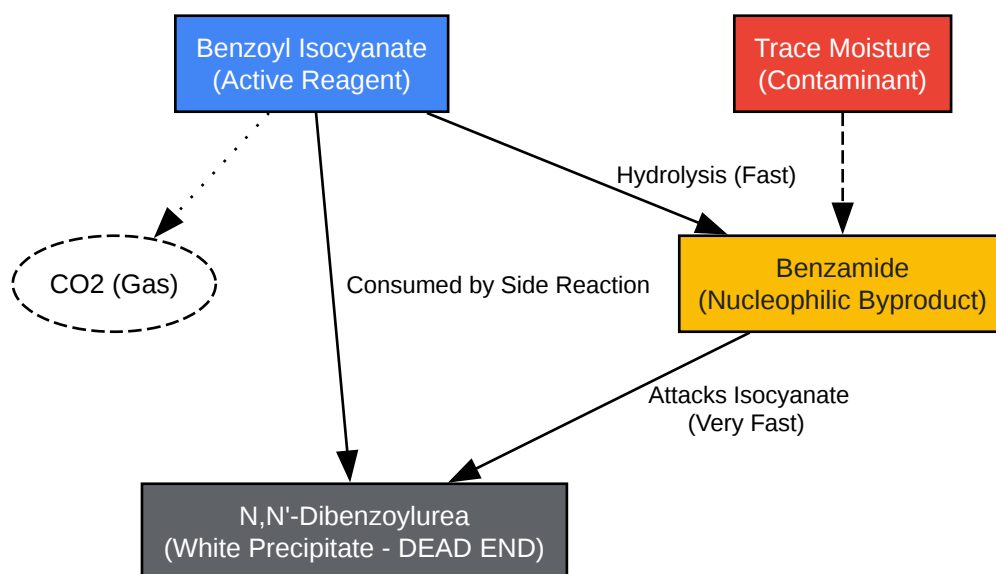 Benzoyl Isocyanate
(Active Reagent)
Trace Moisture
(Contaminant)
Hydrolysis (Fast)
CO2 (Gas)
Consumed by Side Reaction
Benzamide
(Nucleophilic Byproduct)
Attacks Isocyanate
(Very Fast)
N,N'-Dibenzoylurea
(White Precipitate - DEAD END)